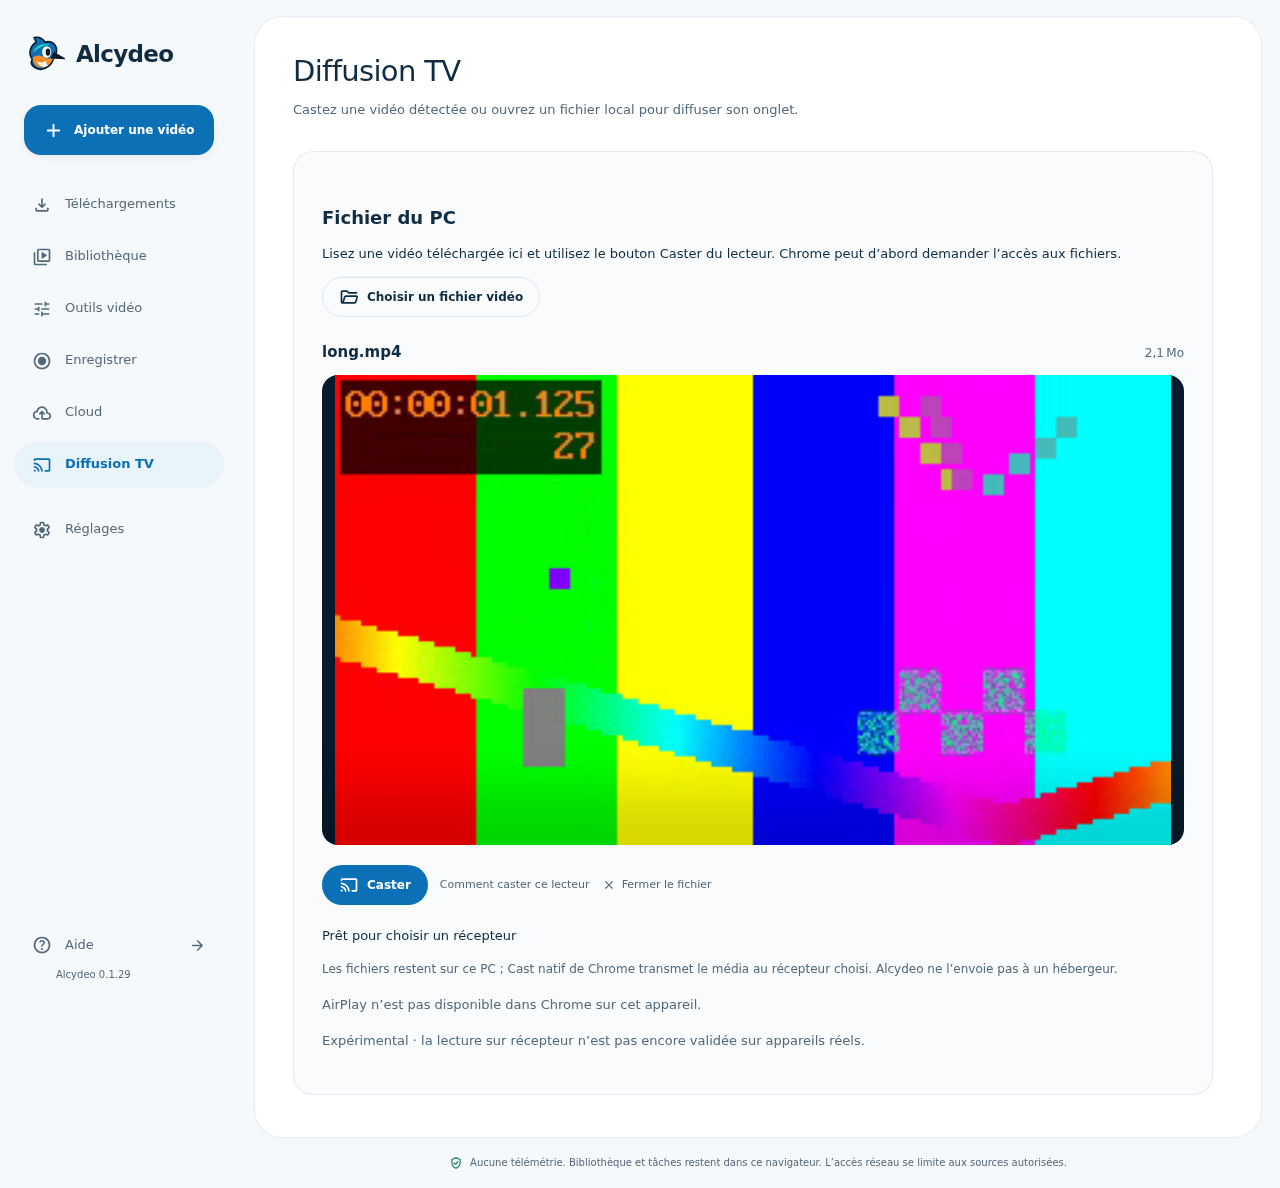 Alcydeo
Ajouter une vidéo
Téléchargements
Bibliothèque
Outils vidéo
Enregistrer
Cloud
Diffusion TV
Réglages
Aide
Alcydeo 0.1.29
Diffusion TV
Castez une vidéo détectée ou ouvrez un fichier local pour diffuser son onglet.
Fichier du PC
Lisez une vidéo téléchargée ici et utilisez le bouton Caster du lecteur. Chrome peut d’abord demander l’accès aux fichiers.
Choisir un fichier vidéo
long.mp4
2,1 Mo
00:00:01.125
27
Caster
Comment caster ce lecteur
Fermer le fichier
Prêt pour choisir un récepteur
Les fichiers restent sur ce PC ; Cast natif de Chrome transmet le média au récepteur choisi. Alcydeo ne l’envoie pas à un hébergeur.
AirPlay n’est pas disponible dans Chrome sur cet appareil.
Expérimental · la lecture sur récepteur n’est pas encore validée sur appareils réels.
Aucune télémétrie. Bibliothèque et tâches restent dans ce navigateur. L’accès réseau se limite aux sources autorisées.